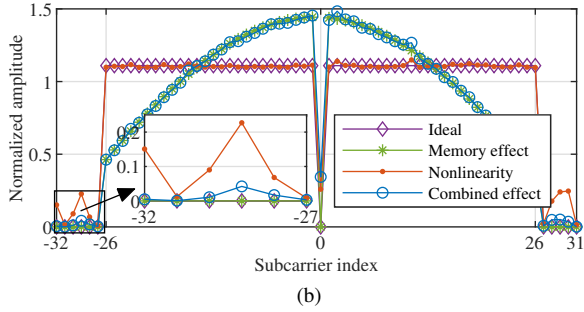 1.5
1
0.5
0
Normalized amplitude
0.2
0.1
0
-32
-27
Ideal
Memory effect
Nonlinearity
Combined effect
-32
-26
0
26
31
Subcarrier index
(b)